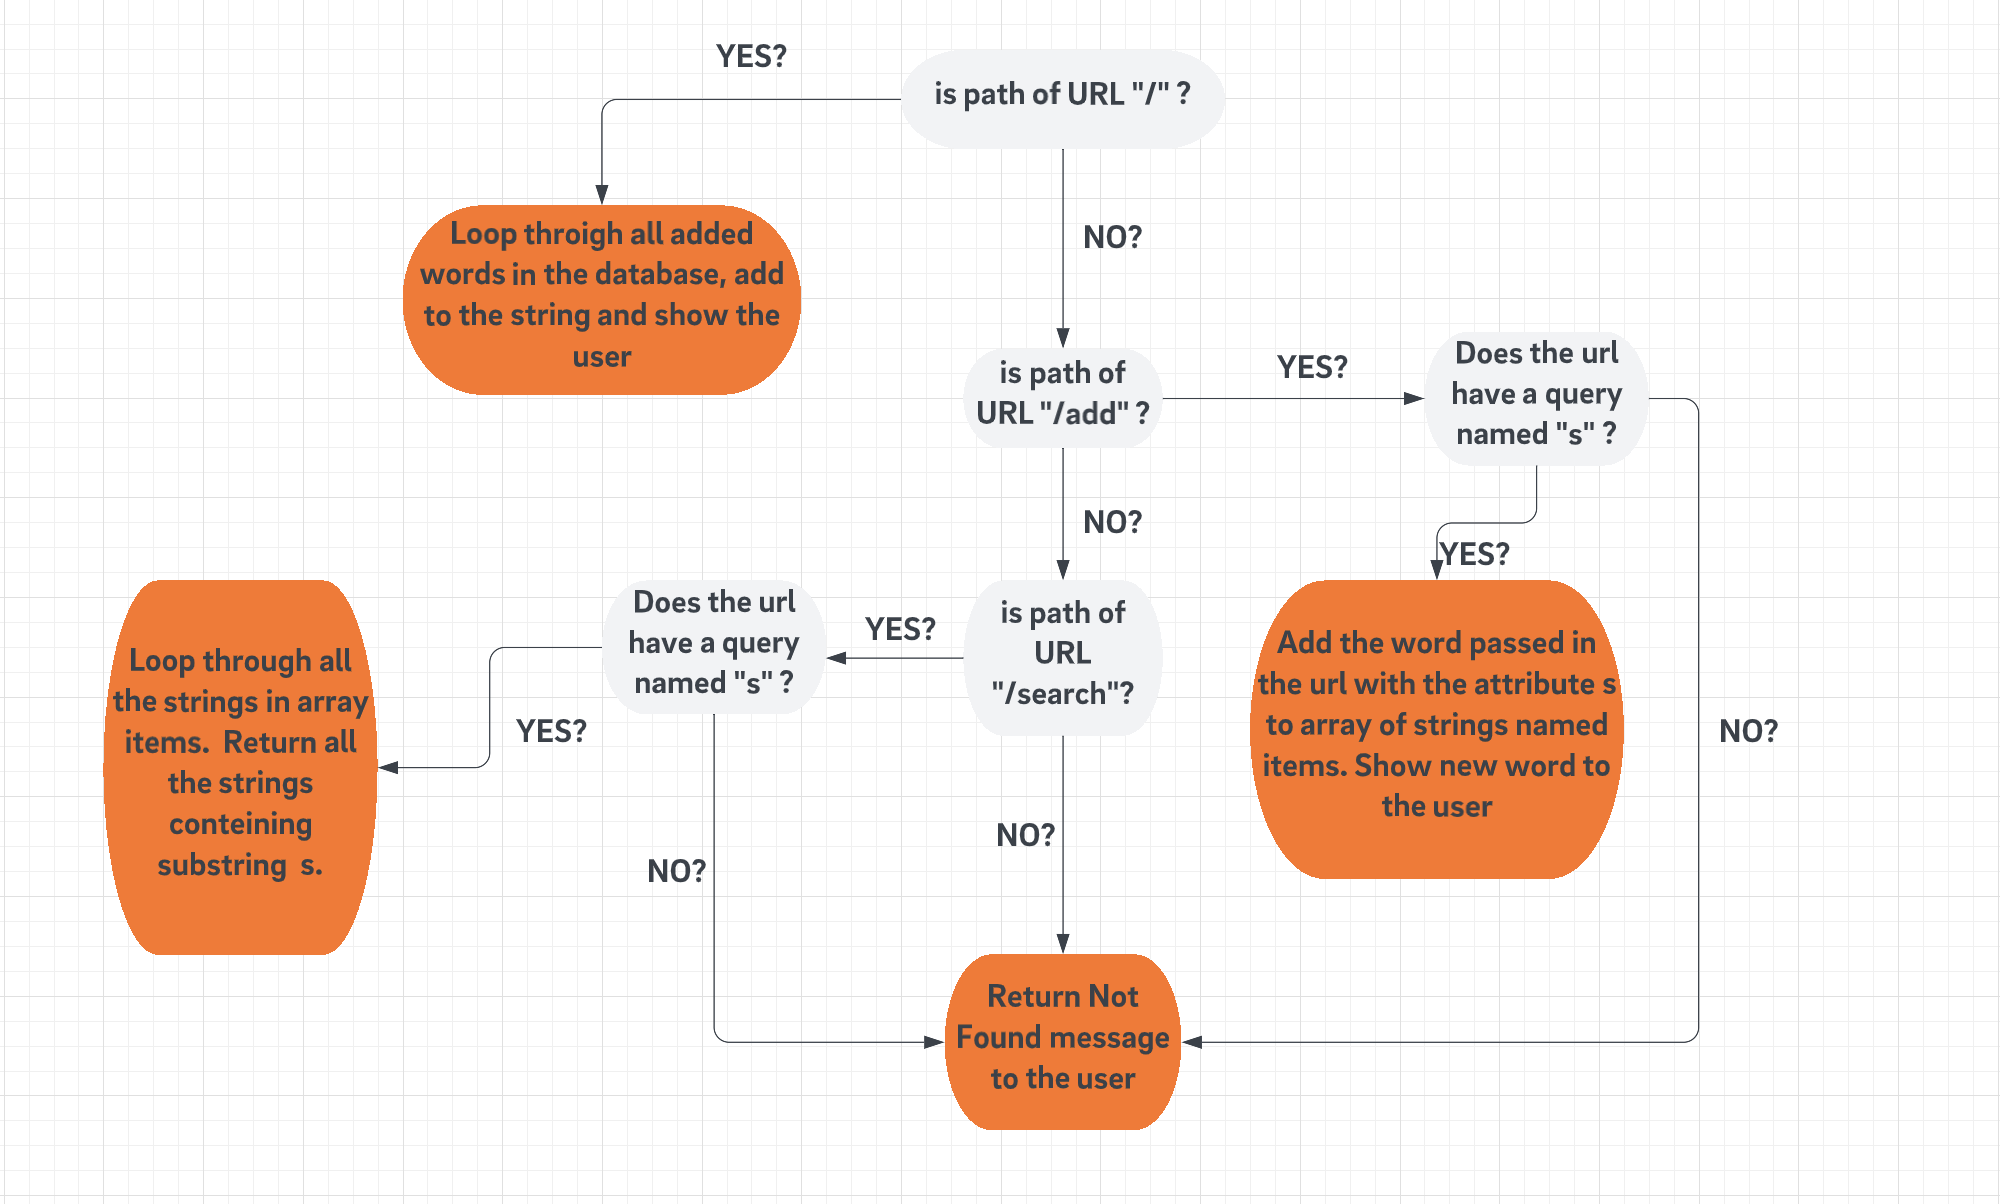 YES?
is path of URL "/" ?
Loop throigh all added
words in the database, add
to the string and show the
user
NO?
is path of
URL "/add" ?
YES?
Does the url
have a query
named "s" ?
NO?
YES?
Does the url
have a query
named "s" ?
YES?
is path of
URL
"/search"?
Add the word passed in
the url with the attribute s
to array of strings named
items. Show new word to
the user
Loop through all
the strings in array
items.  Return all
the strings
conteining
substring  s.
YES?
NO?
NO?
NO?
Return Not
Found message
to the user